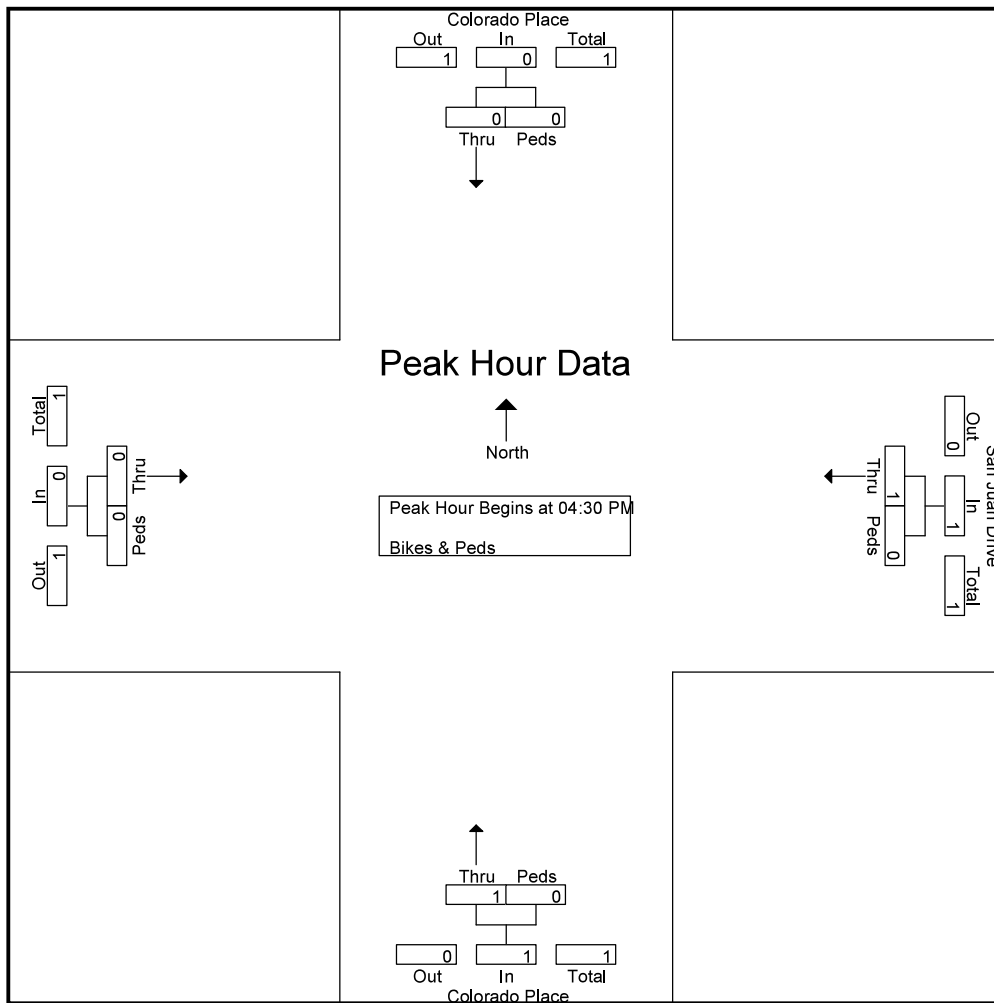 Colorado Place
Out In Total
1 0 1
0 0
Thru Peds
Peak Hour Data
North
Peak Hour Begins at 04:30 PM
Bikes & Peds
Total In Out
1 0 1
0 0
Thru Peds
San Juan Drive
Out In Total
0 1 1
1 0
Thru Peds
Thru Peds
1 0
0 1 1
Out In Total
Colorado Place